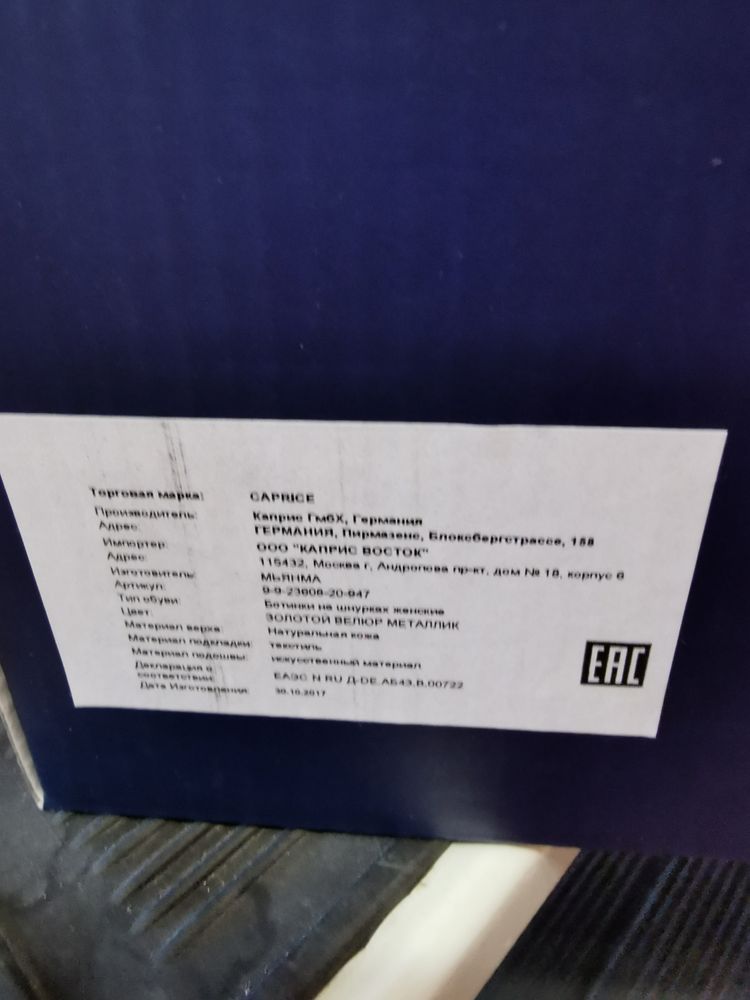 Торговая марка: CAPRICE
Производитель: Каприс ГмбХ, Германия
Адрес: ГЕРМАНИЯ, Пирмазенс, Блоксбергстрассе, 158
Импортер: ООО "КАПРИС ВОСТОК"
Адрес: 115432, Москва г, Андропова пр-кт, дом № 18, корпус 6
Изготовитель: МЬЯНМА
Артикул: 9-9-23608-20-947
Тип обуви: Ботинки на шнурках женские
Цвет: ЗОЛОТОЙ ВЕЛЮР МЕТАЛЛИК
Материал верха: Натуральная кожа
Материал подкладки: текстиль
Материал подошвы: искусственный материал
Декларация о
соответствии: ЕАЭС N RU Д-DE.АБ43.В.00722
Дата Изготовления: 30.10.2017
EAC